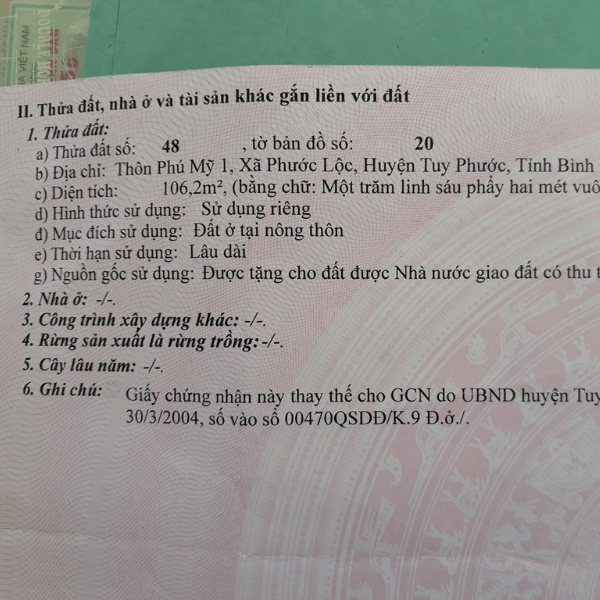 II. Thửa đất, nhà ở và tài sản khác gắn liền với đất
1. Thửa đất:
a) Thửa đất số: 48 , tờ bản đồ số: 20
b) Địa chỉ: Thôn Phú Mỹ 1, Xã Phước Lộc, Huyện Tuy Phước, Tỉnh Bình
c) Diện tích: 106,2m², (bằng chữ: Một trăm linh sáu phẩy hai mét vuô
d) Hình thức sử dụng: Sử dụng riêng
đ) Mục đích sử dụng: Đất ở tại nông thôn
e) Thời hạn sử dụng: Lâu dài
g) Nguồn gốc sử dụng: Được tặng cho đất được Nhà nước giao đất có thu t
2. Nhà ở: -/-.
3. Công trình xây dựng khác: -/-.
4. Rừng sản xuất là rừng trồng: -/-.
5. Cây lâu năm: -/-.
6. Ghi chú: Giấy chứng nhận này thay thế cho GCN do UBND huyện Tuy
30/3/2004, số vào sổ 00470QSDĐ/K.9 Đ.ở./.